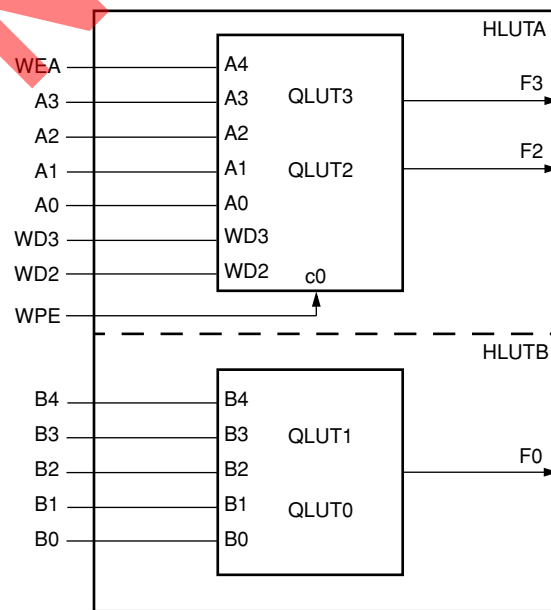 HLUTA
WEA A4
A3 A3 QLUT3 F3
A2 A2
A1 A1 QLUT2 F2
A0 A0
WD3 WD3
WD2 WD2
c0
WPE
HLUTB
B4 B4
B3 B3 QLUT1
B2 B2 F0
B1 B1 QLUT0
B0 B0